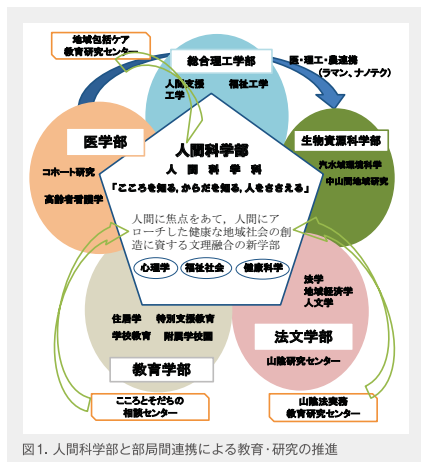 地域包括ケア
教育研究センター
総合理工学部
人間支援
工学
福祉工学
医・理工・農連携
(ラマン、ナノテク)
医学部
コホート研究
高齢者看護学
人間科学部
人間科学科
「こころを知る,からだを知る,人をささえる」
人間に焦点をあて，人間にア
ローチした健康な地域社会の創
造に資する文理融合の新学部
心理学
福祉社会
健康科学
生物資源科学部
汽水域環境科学
中山間地域研究
住居学
特別支援教育
学校教育
附属学校園
教育学部
法学
地域経済学
人文学
法文学部
山陰研究センター
こころとそだちの
相談センター
山陰法実務
教育研究センター
図1. 人間科学部と部局間連携による教育・研究の推進